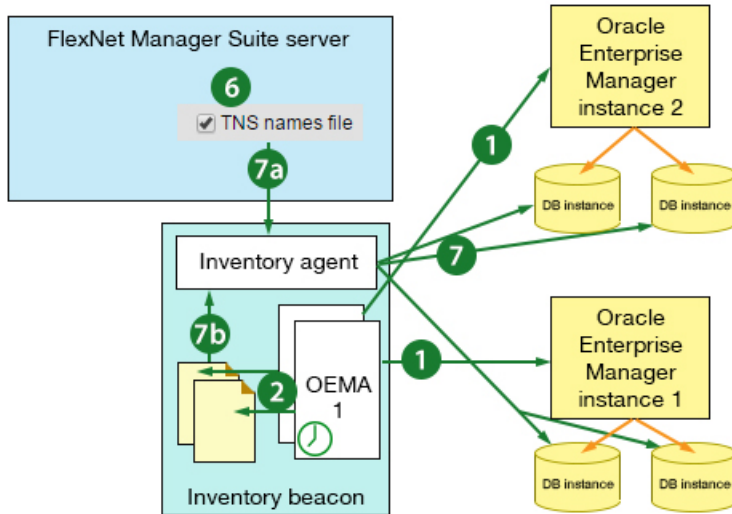 FlexNet Manager Suite server
6
TNS names file
7a
Inventory agent
7b
2
OEMA
1
Inventory beacon
1
Oracle
Enterprise
Manager
instance 2
DB instance
DB instance
7
1
Oracle
Enterprise
Manager
instance 1
DB instance
DB instance